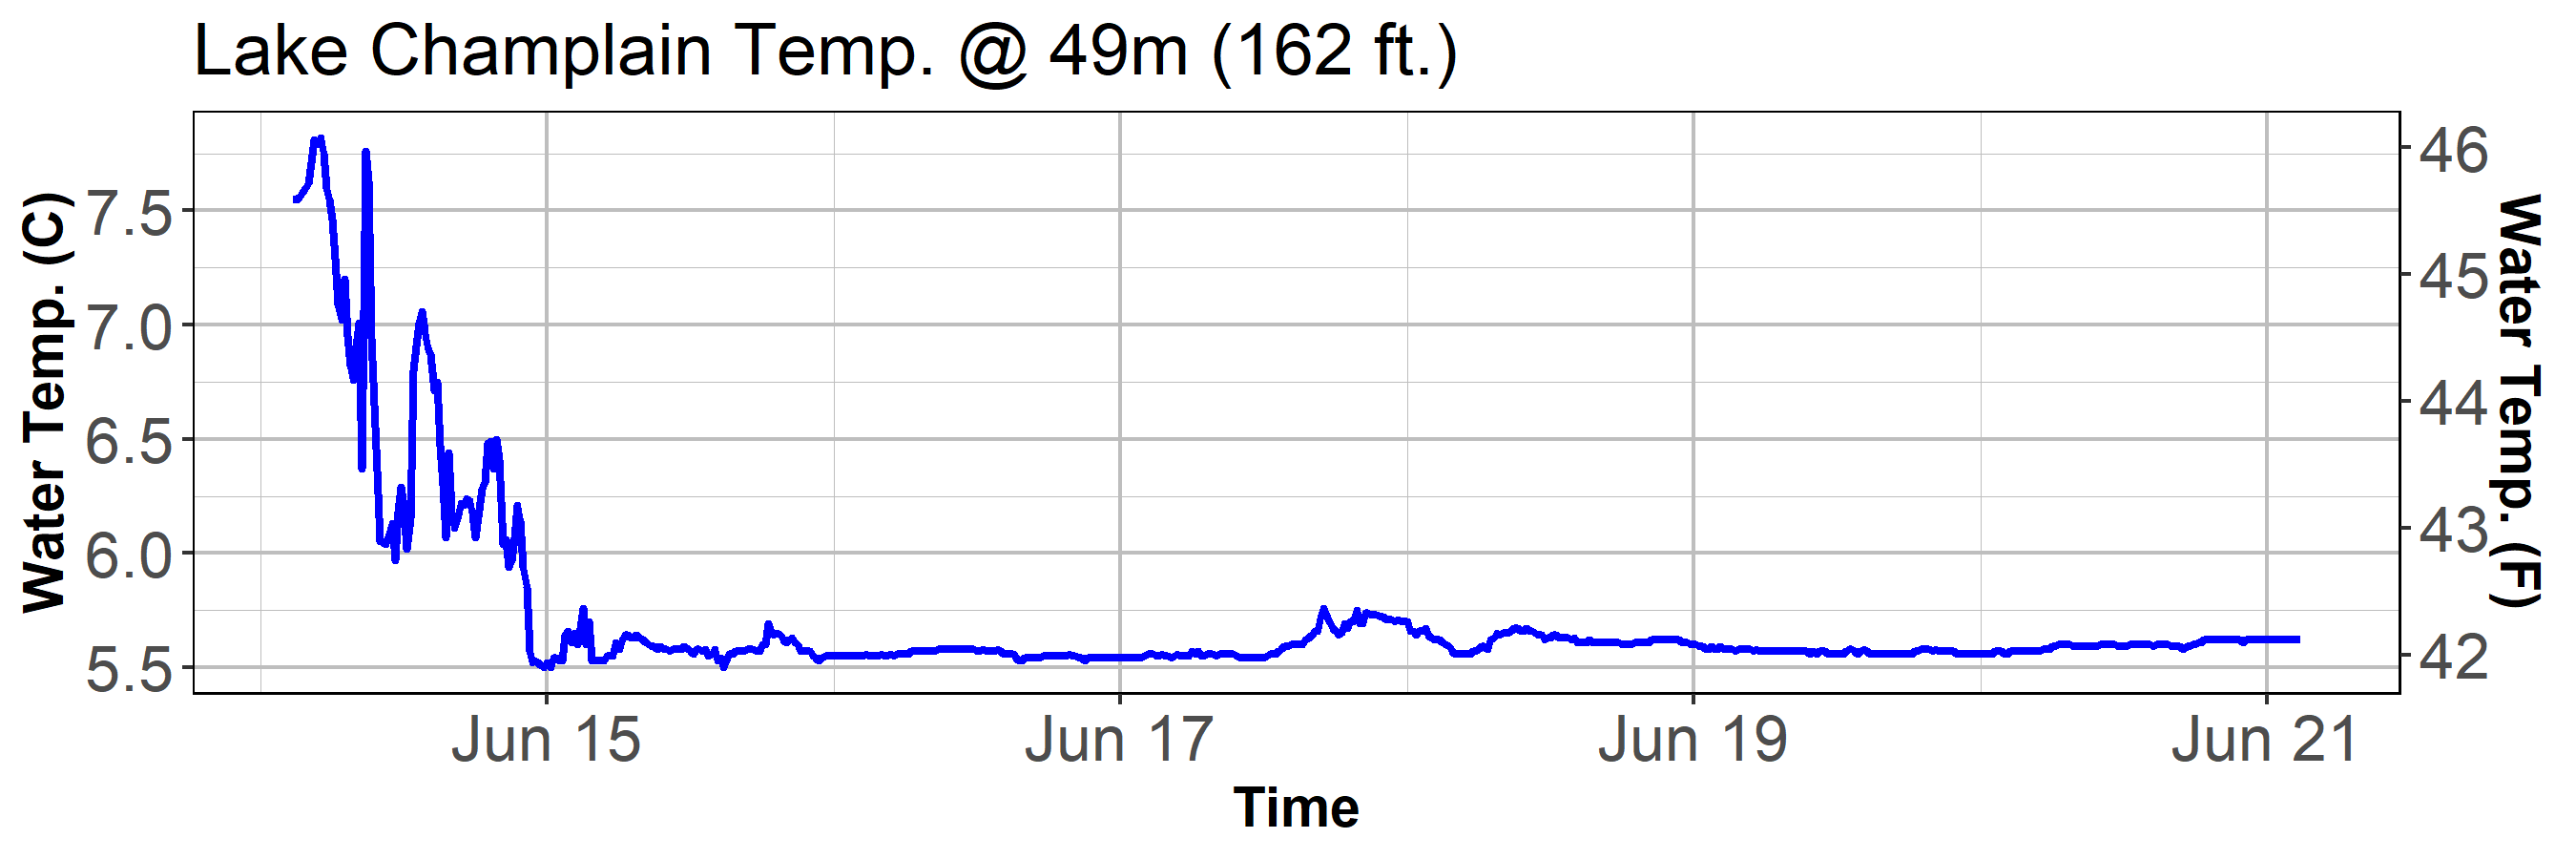 Lake Champlain Temp. @ 49m (162 ft.)
Water Temp. (C)
7.5
7.0
6.5
6.0
5.5
46
45
44
43
42
Water Temp. (F)
Jun 15 Jun 17 Jun 19 Jun 21
Time